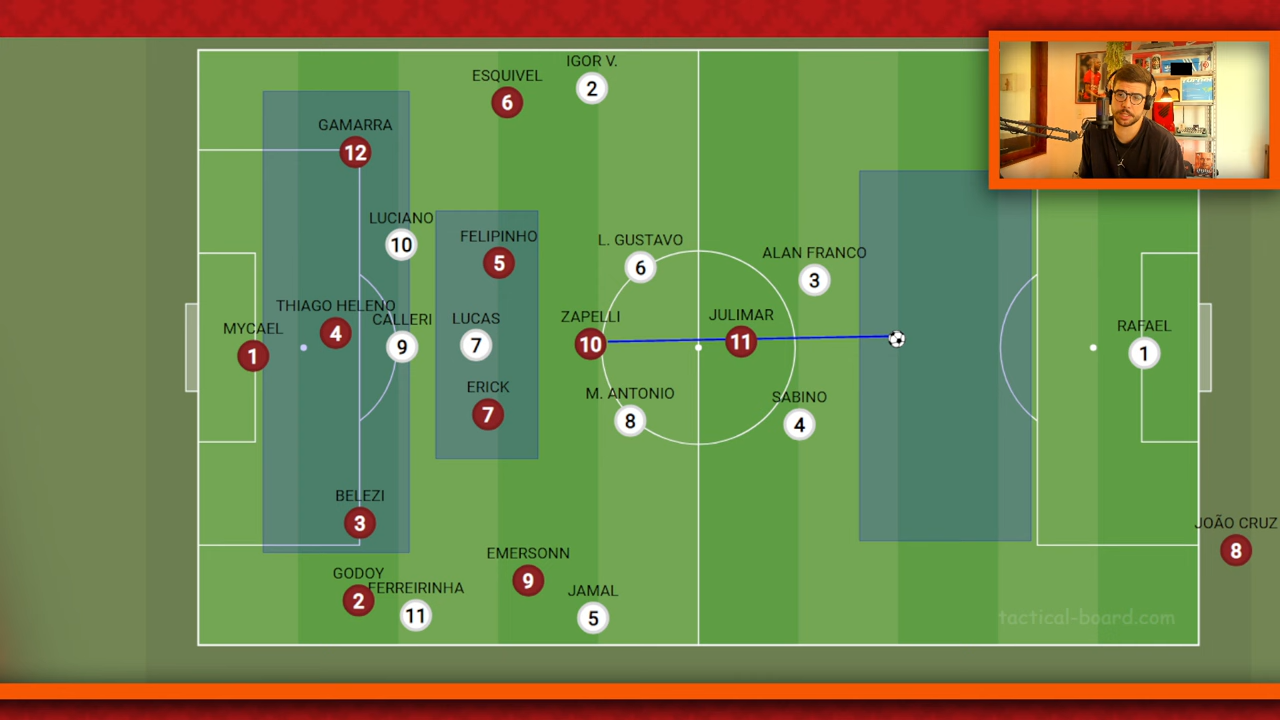 IGOR V.
2
ESQUIVEL
6
GAMARRA
12
LUCIANO
10
FELIPINHO
5
L. GUSTAVO
6
ALAN FRANCO
3
THIAGO HELENO
4
MYCAEL
1
CALLERI
9
LUCAS
7
ZAPELLI
10
JULIMAR
11
RAFAEL
1
ERICK
7
M. ANTONIO
8
SABINO
4
BELEZI
3
JOÃO CRUZ
8
EMERSONN
9
GODOY
2
FERREIRINHA
11
JAMAL
5
tactical-board.com